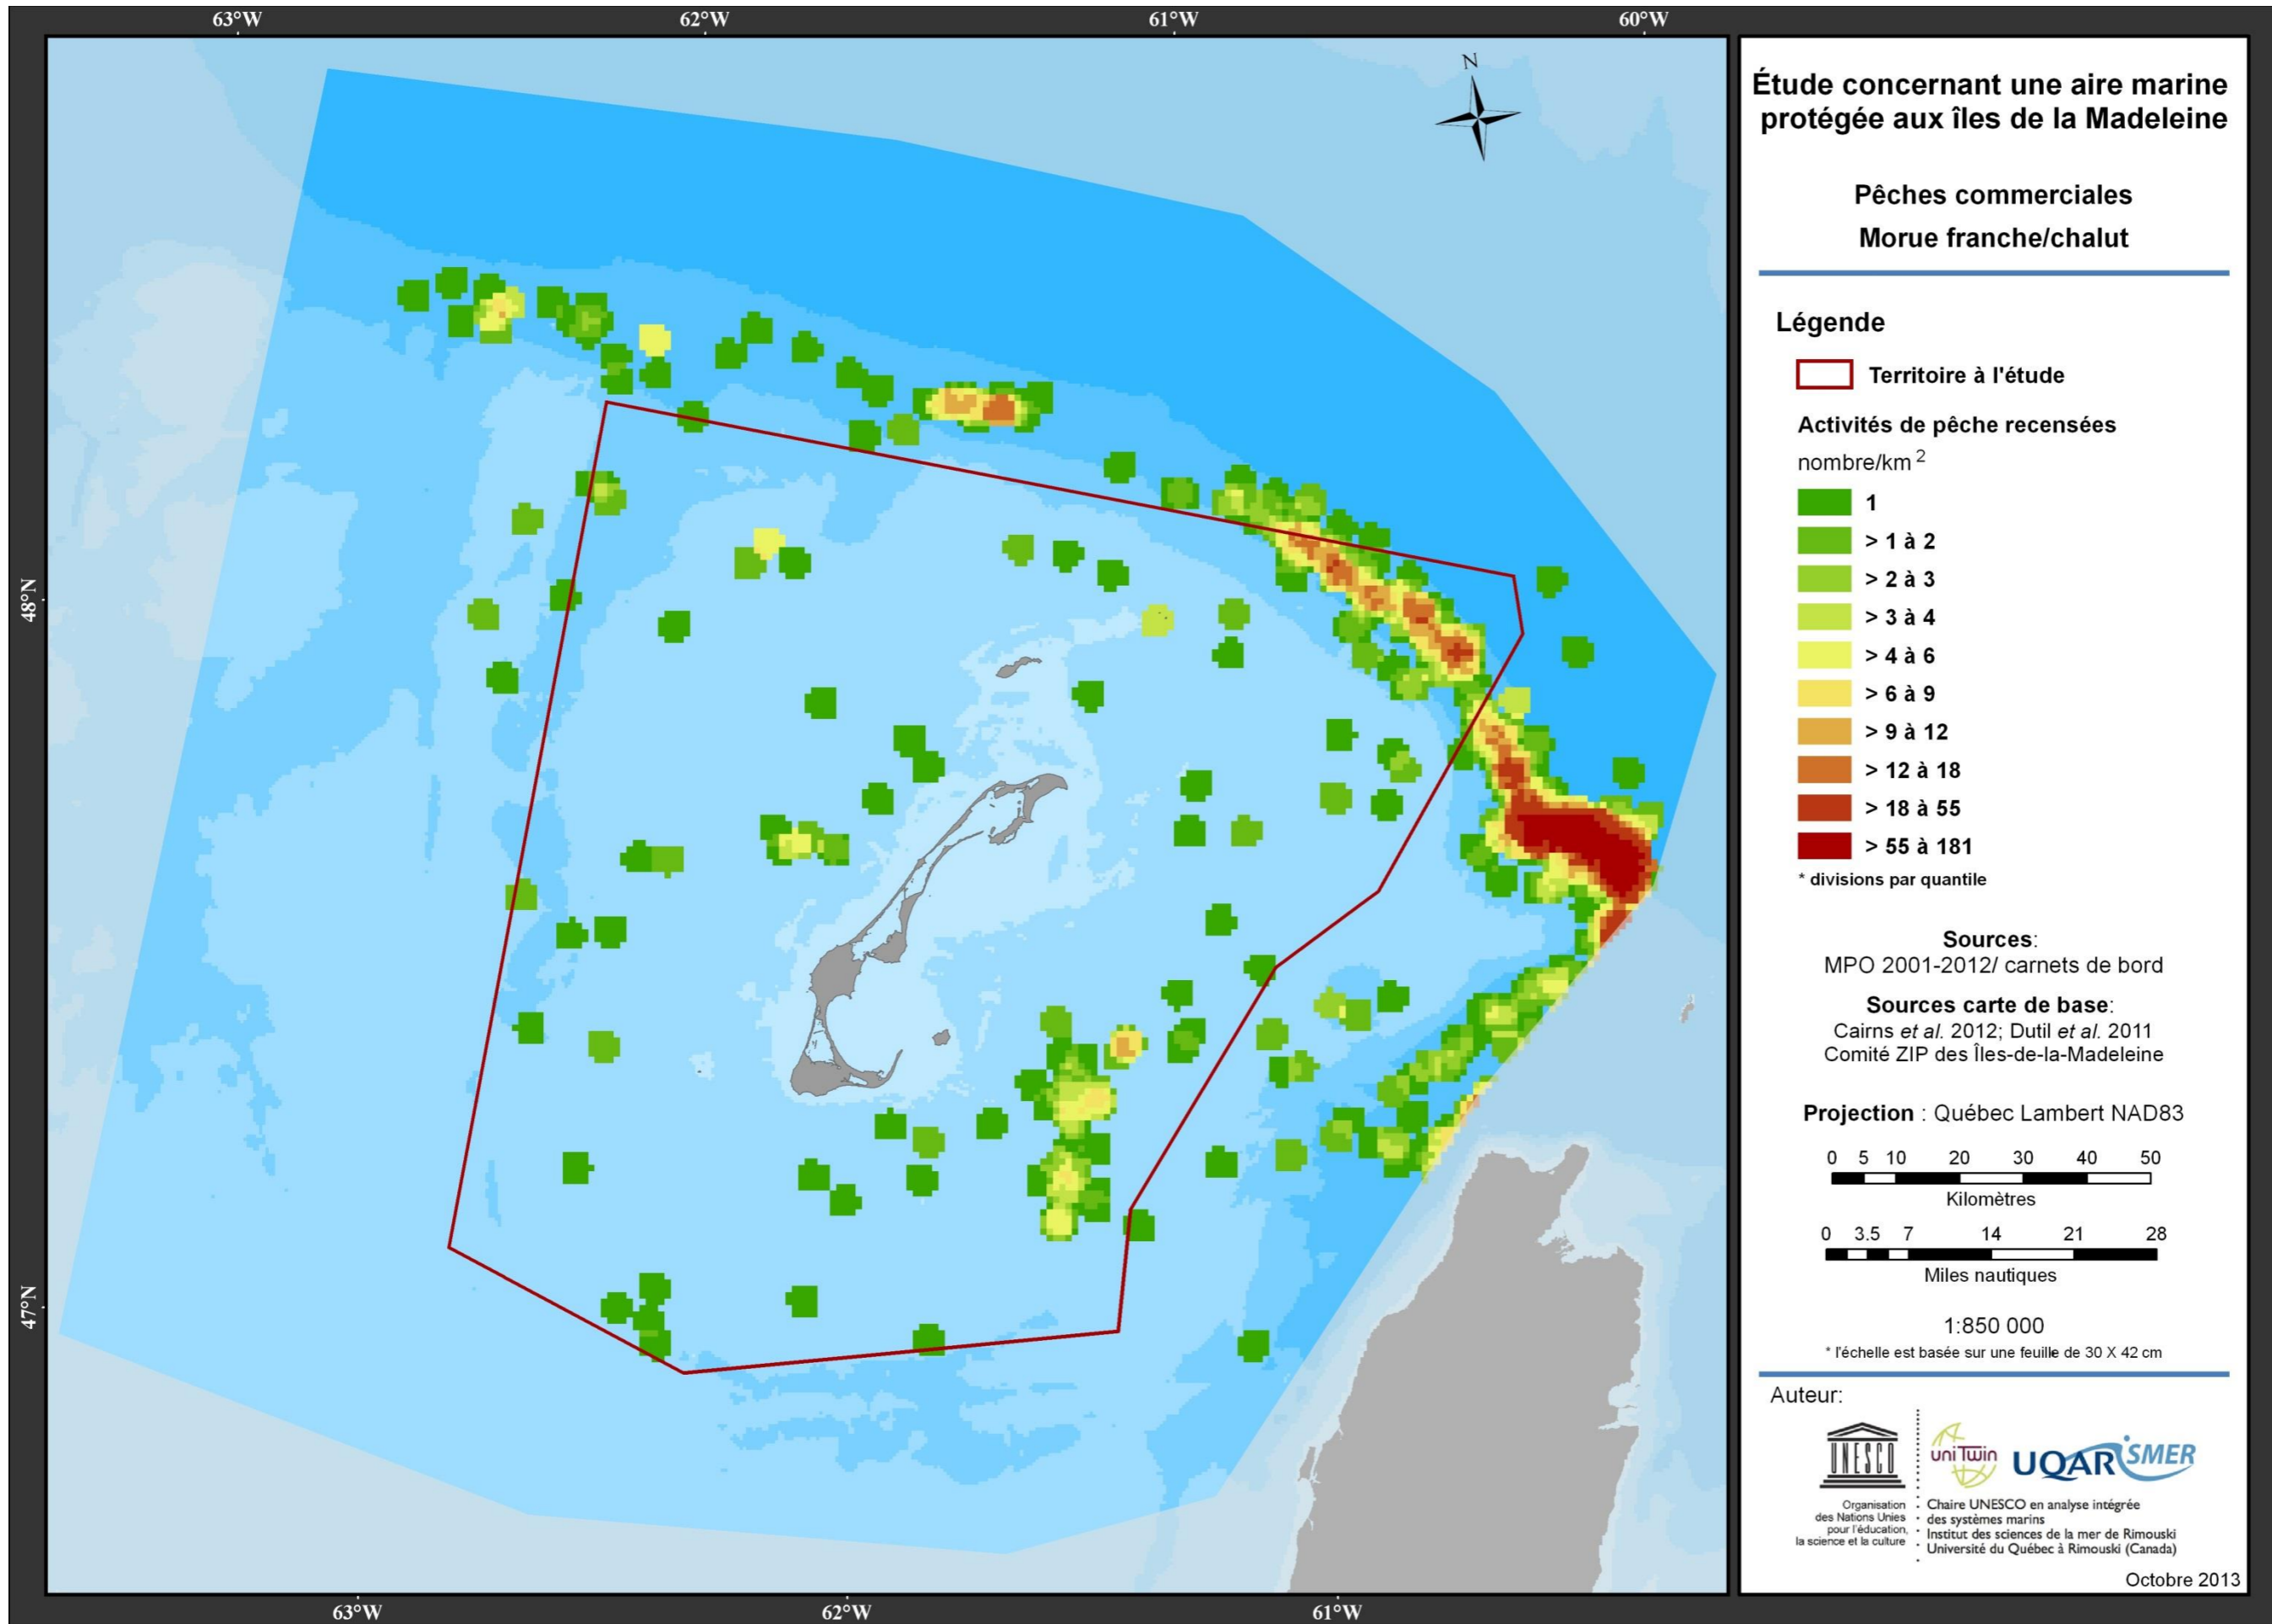 63°W
62°W
61°W
60°W
N
48°N
47°N
63°W
62°W
61°W
Étude concernant une aire marine
protégée aux îles de la Madeleine
Pêches commerciales
Morue franche/chalut
Légende
Territoire à l'étude
Activités de pêche recensées
nombre/km 2
1
> 1 à 2
> 2 à 3
> 3 à 4
> 4 à 6
> 6 à 9
> 9 à 12
> 12 à 18
> 18 à 55
> 55 à 181
* divisions par quantile
Sources:
MPO 2001-2012/ carnets de bord
Sources carte de base:
Cairns et al. 2012; Dutil et al. 2011
Comité ZIP des Îles-de-la-Madeleine
Projection : Québec Lambert NAD83
0 5 10 20 30 40 50
Kilomètres
0 3.5 7 14 21 28
Miles nautiques
1:850 000
* l'échelle est basée sur une feuille de 30 X 42 cm
Auteur:
UNESCO
uniTwin
UQAR
iSMER
Organisation
des Nations Unies
pour l'éducation,
la science et la culture
Chaire UNESCO en analyse intégrée
des systèmes marins
Institut des sciences de la mer de Rimouski
Université du Québec à Rimouski (Canada)
Octobre 2013